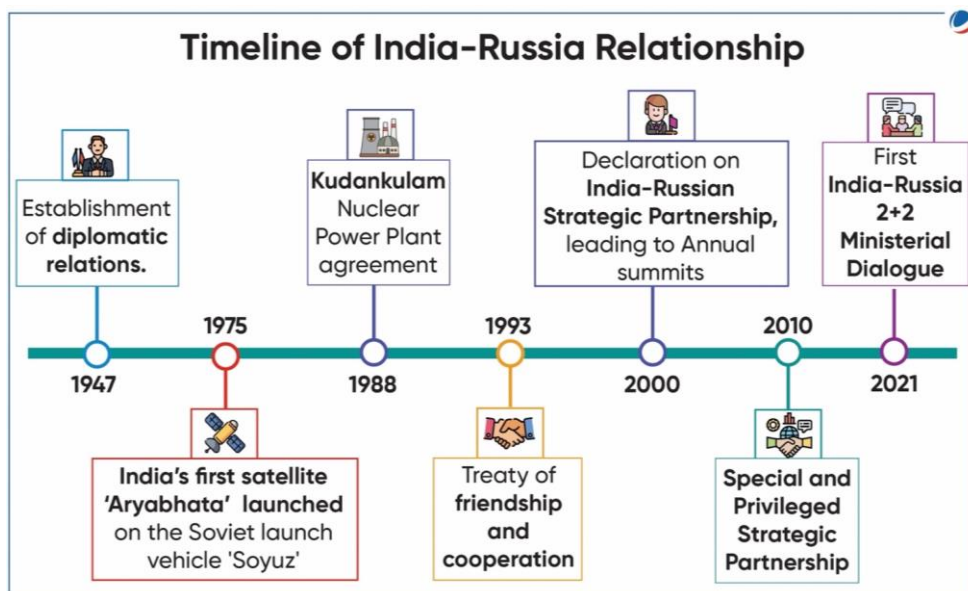 Timeline of India-Russia Relationship
Establishment
of diplomatic
relations.
Kudankulam
Nuclear
Power Plant
agreement
Declaration on
India-Russian
Strategic Partnership,
leading to Annual
summits
First
India-Russia
2+2
Ministerial
Dialogue
1975
1993
2010
1947
1988
2000
2021
India's first satellite
'Aryabhata' launched
on the Soviet launch
vehicle 'Soyuz'
Treaty of
friendship
and
cooperation
Special and
Privileged
Strategic
Partnership